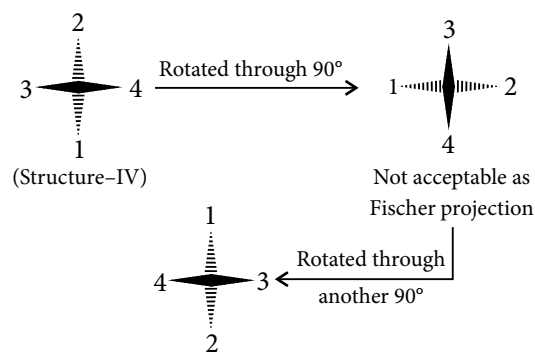 2
3
4
1
(Structure–IV)
Rotated through 90°
3
1
2
4
Not acceptable as
Fischer projection
Rotated through
another 90°
1
4
3
2